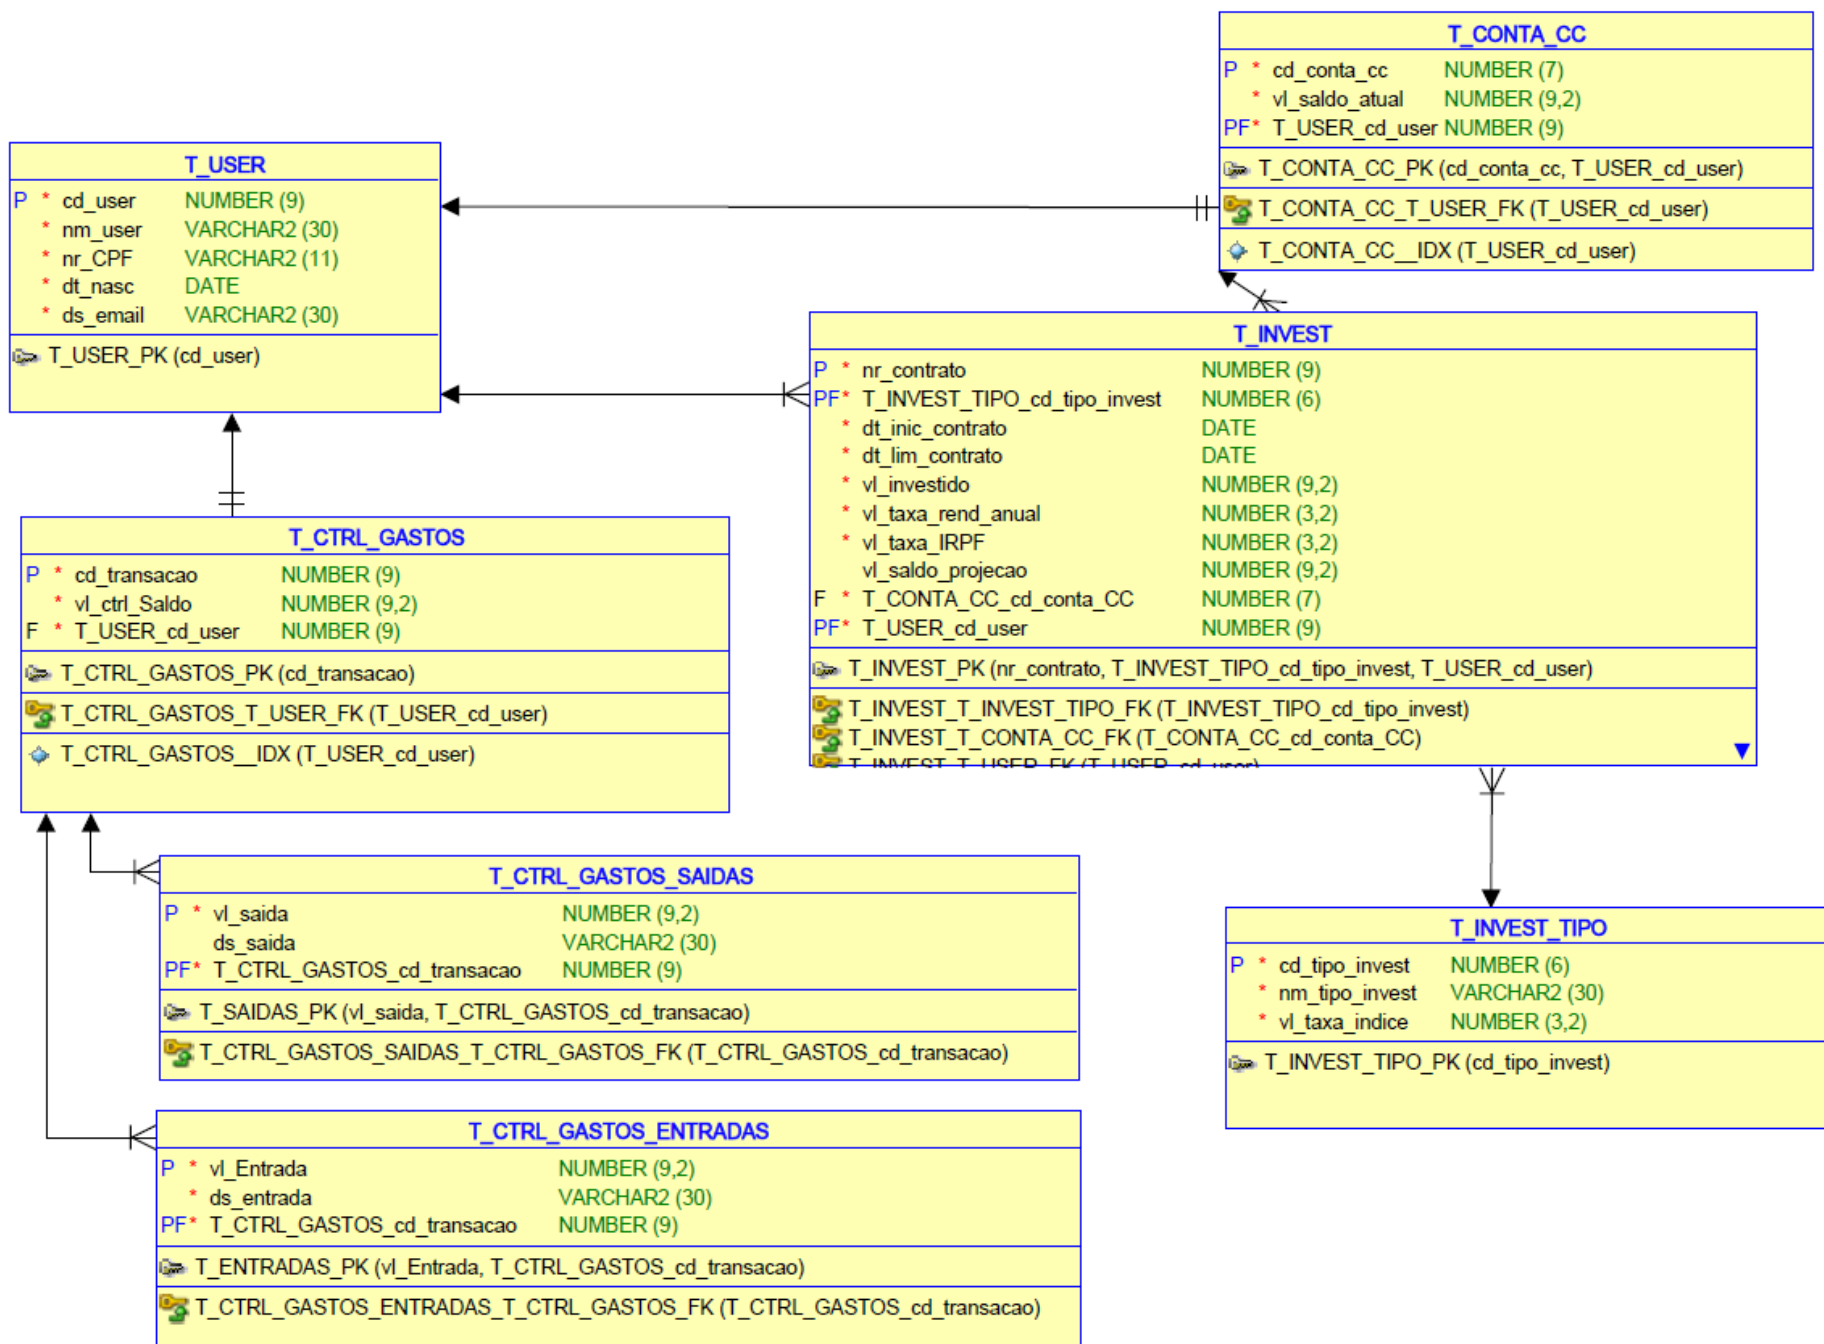 T_CONTA_CC
P * cd_conta_cc NUMBER (7)
* vl_saldo_atual NUMBER (9,2)
PF* T_USER_cd_user NUMBER (9)
T_CONTA_CC_PK (cd_conta_cc, T_USER_cd_user)
T_CONTA_CC_T_USER_FK (T_USER_cd_user)
T_CONTA_CC__IDX (T_USER_cd_user)
T_USER
P * cd_user NUMBER (9)
* nm_user VARCHAR2 (30)
* nr_CPF VARCHAR2 (11)
* dt_nasc DATE
* ds_email VARCHAR2 (30)
T_USER_PK (cd_user)
T_INVEST
P * nr_contrato NUMBER (9)
PF* T_INVEST_TIPO_cd_tipo_invest NUMBER (6)
* dt_inic_contrato DATE
* dt_lim_contrato DATE
* vl_investido NUMBER (9,2)
* vl_taxa_rend_anual NUMBER (3,2)
* vl_taxa_IRPF NUMBER (3,2)
vl_saldo_projecao NUMBER (9,2)
F * T_CONTA_CC_cd_conta_CC NUMBER (7)
PF* T_USER_cd_user NUMBER (9)
T_INVEST_PK (nr_contrato, T_INVEST_TIPO_cd_tipo_invest, T_USER_cd_user)
T_INVEST_T_INVEST_TIPO_FK (T_INVEST_TIPO_cd_tipo_invest)
T_INVEST_T_CONTA_CC_FK (T_CONTA_CC_cd_conta_CC)
T_INVEST_T_USER_FK (T_USER_cd_user)
T_CTRL_GASTOS
P * cd_transacao NUMBER (9)
* vl_ctrl_Saldo NUMBER (9,2)
F * T_USER_cd_user NUMBER (9)
T_CTRL_GASTOS_PK (cd_transacao)
T_CTRL_GASTOS_T_USER_FK (T_USER_cd_user)
T_CTRL_GASTOS__IDX (T_USER_cd_user)
T_CTRL_GASTOS_SAIDAS
P * vl_saida NUMBER (9,2)
ds_saida VARCHAR2 (30)
PF* T_CTRL_GASTOS_cd_transacao NUMBER (9)
T_SAIDAS_PK (vl_saida, T_CTRL_GASTOS_cd_transacao)
T_CTRL_GASTOS_SAIDAS_T_CTRL_GASTOS_FK (T_CTRL_GASTOS_cd_transacao)
T_INVEST_TIPO
P * cd_tipo_invest NUMBER (6)
* nm_tipo_invest VARCHAR2 (30)
* vl_taxa_indice NUMBER (3,2)
T_INVEST_TIPO_PK (cd_tipo_invest)
T_CTRL_GASTOS_ENTRADAS
P * vl_Entrada NUMBER (9,2)
* ds_entrada VARCHAR2 (30)
PF* T_CTRL_GASTOS_cd_transacao NUMBER (9)
T_ENTRADAS_PK (vl_Entrada, T_CTRL_GASTOS_cd_transacao)
T_CTRL_GASTOS_ENTRADAS_T_CTRL_GASTOS_FK (T_CTRL_GASTOS_cd_transacao)